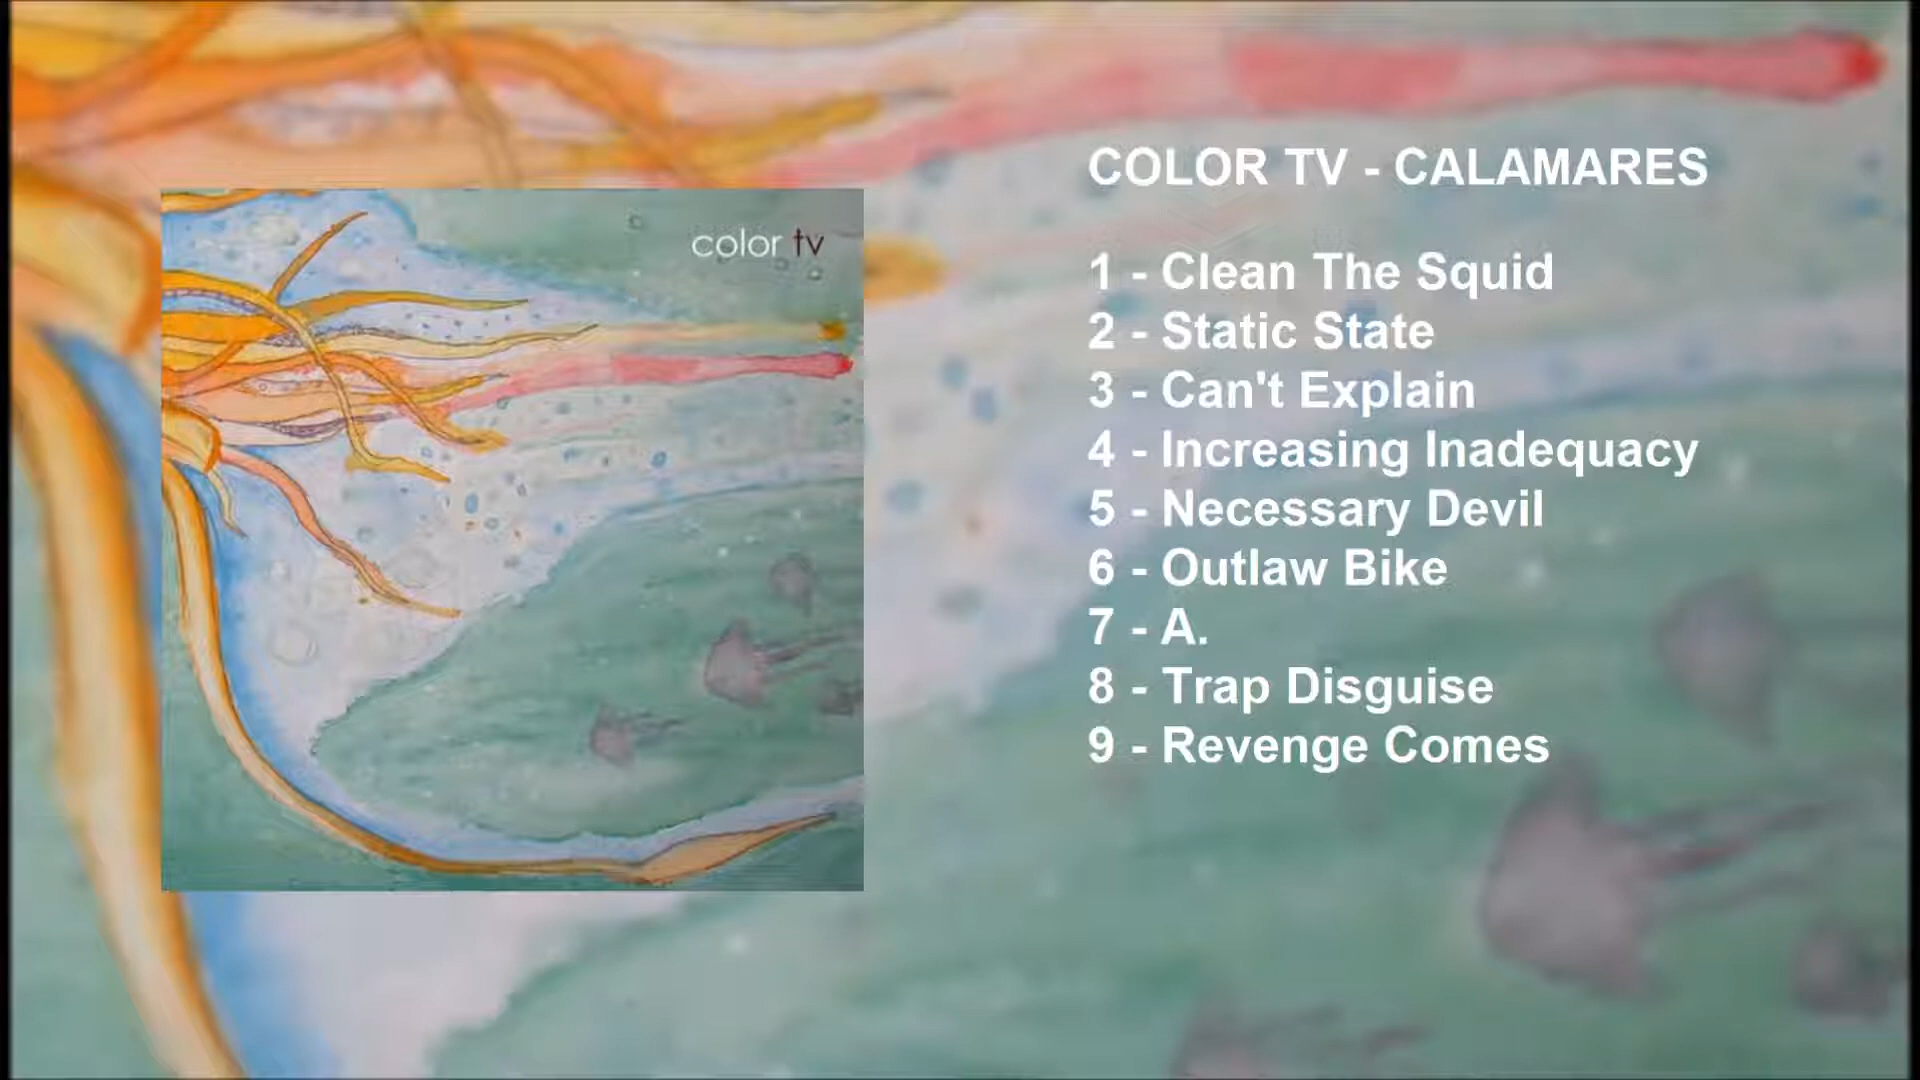 color tv
COLOR TV - CALAMARES
1 - Clean The Squid
2 - Static State
3 - Can't Explain
4 - Increasing Inadequacy
5 - Necessary Devil
6 - Outlaw Bike
7 - A.
8 - Trap Disguise
9 - Revenge Comes